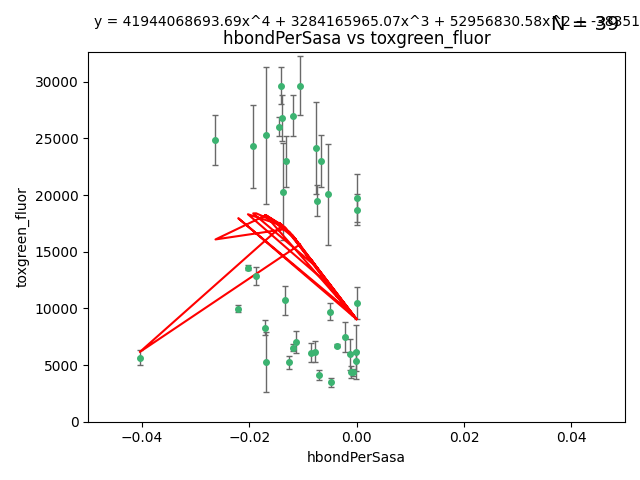 y = 41944068693.69x^4 + 3284165965.07x^3 + 52956830.58x^2 +
N = 39
hbondPerSasa vs toxgreen_fluor
30000
25000
20000
15000
10000
5000
0
toxgreen_fluor
−0.04
−0.02
0.00
0.02
0.04
hbondPerSasa